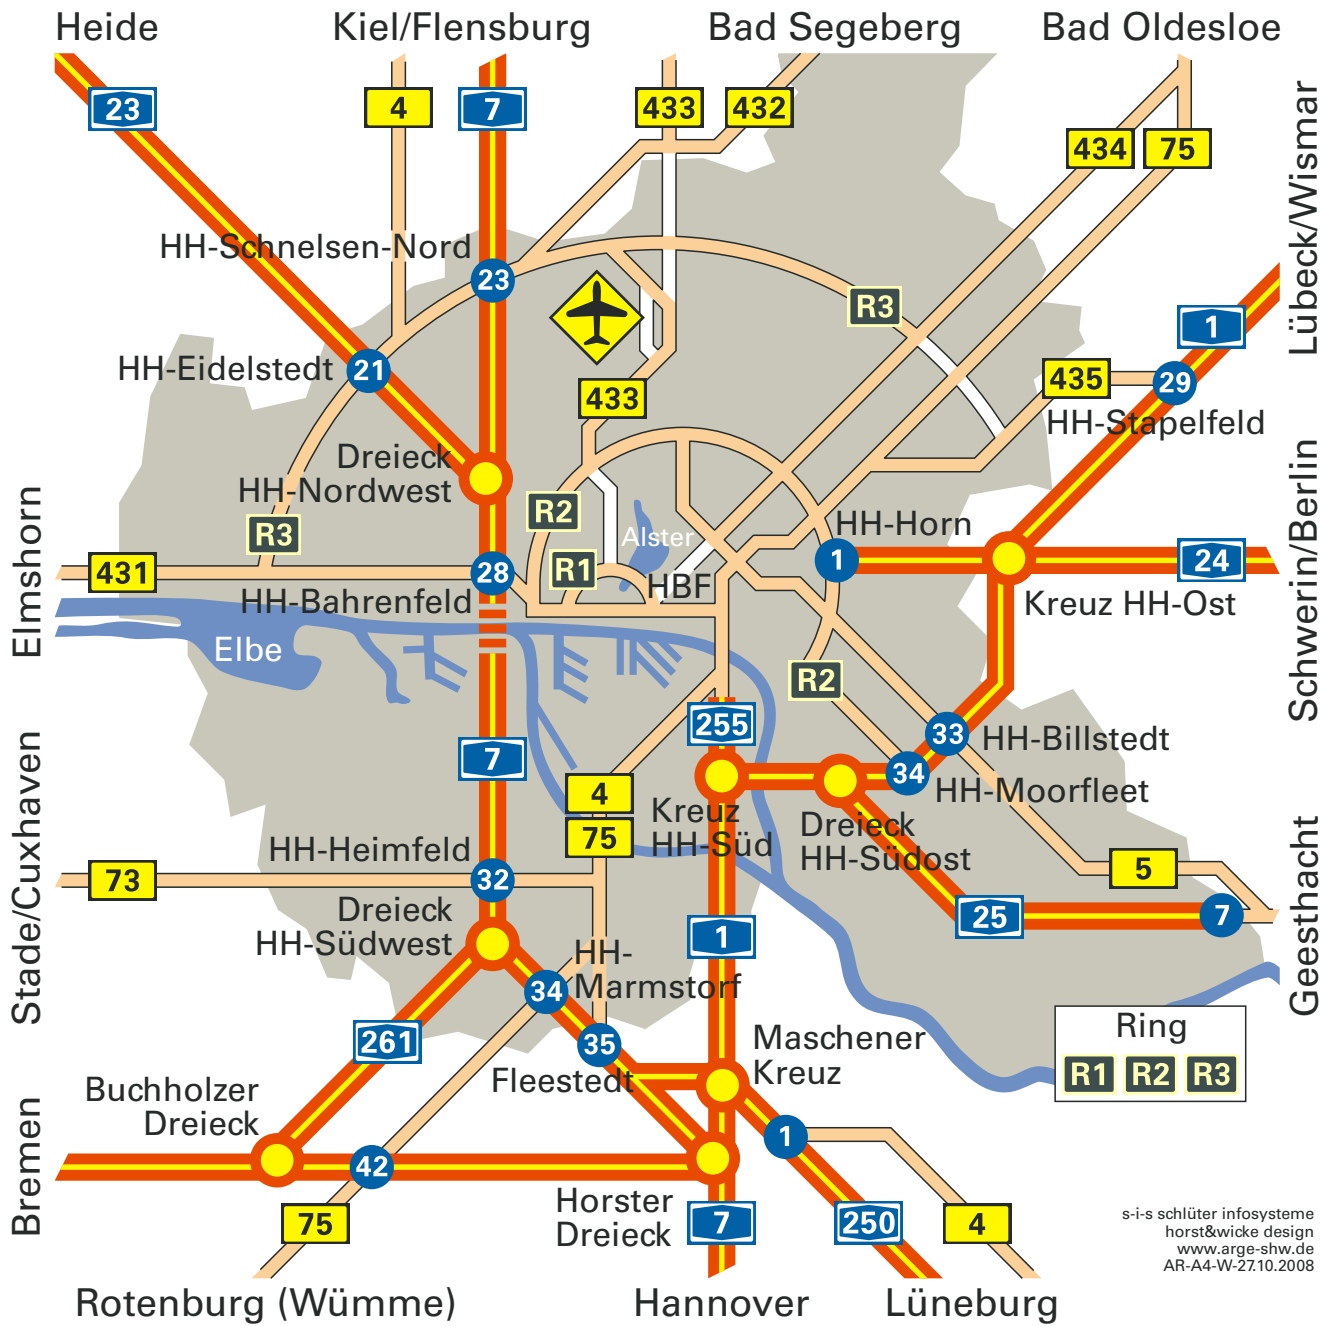 Heide
Kiel/Flensburg
Bad Segeberg
Bad Oldesloe
23
4
7
433
432
434
75
Lübeck/Wismar
HH-Schnelsen-Nord
23
R3
1
HH-Eidelstedt
21
433
435
29
HH-Stapelfeld
Dreieck
HH-Nordwest
R3
R2
Alster
HH-Horn
Elmshorn
431
28
R1
HBF
1
24
Schwerin/Berlin
HH-Bahrenfeld
Kreuz HH-Ost
Elbe
R2
255
33
HH-Billstedt
7
34
HH-Moorfleet
4
75
Kreuz
HH-Süd
Dreieck
HH-Südost
Stade/Cuxhaven
HH-Heimfeld
73
32
5
Dreieck
HH-Südwest
1
25
7
Geesthacht
HH-
Marmstorf
34
261
35
Fleestedt
Maschener
Kreuz
Ring
R1 R2 R3
Buchholzer
Dreieck
Bremen
42
1
75
Horster
Dreieck
7
250
4
s-i-s schlüter infosysteme
horst&wicke design
www.arge-shw.de
AR-A4-W-27.10.2008
Rotenburg (Wümme)
Hannover
Lüneburg